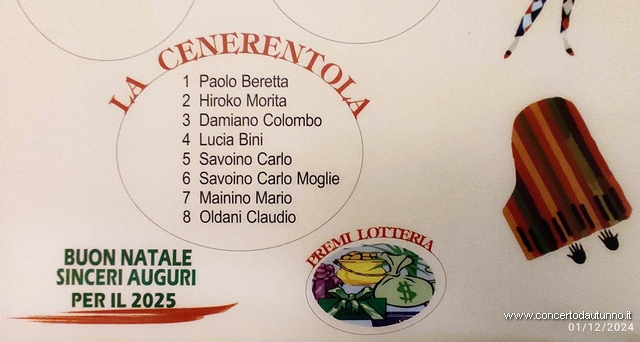 LA CENERENTOLA
1 Paolo Beretta
2 Hiroko Morita
3 Damiano Colombo
4 Lucia Bini
5 Savoino Carlo
6 Savoino Carlo Moglie
7 Mainino Mario
8 Oldani Claudio
BUON NATALE
SINCERI AUGURI
PER IL 2025
PREMI LOTTERIA
$
www.concertodautunno.it
01/12/2024